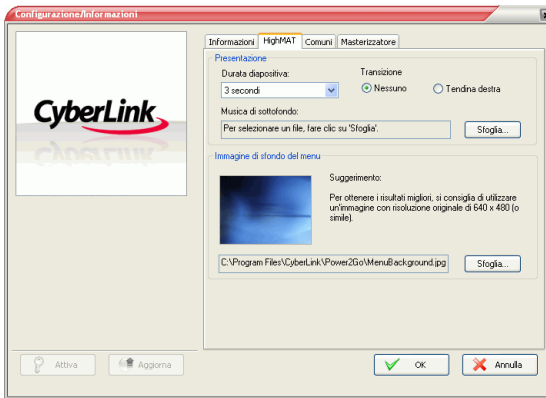 Configurazione/Informazioni
CyberLink
Informazioni HighMAT Comuni Masterizzatore
Presentazione
Durata diapositiva:
Transizione
3 secondi
Nessuno
Tendina destra
Musica di sottofondo:
Per selezionare un file, fare clic su 'Sfoglia'.
Sfoglia...
Immagine di sfondo del menu
Suggerimento:
Per ottenere i risultati migliori, si consiglia di utilizzare
un'immagine con risoluzione originale di 640 x 480 (o
simile).
C:\Program Files\CyberLink\Power2Go\MenuBackground.jpg
Sfoglia...
Attiva
Aggiorna
OK
Annulla